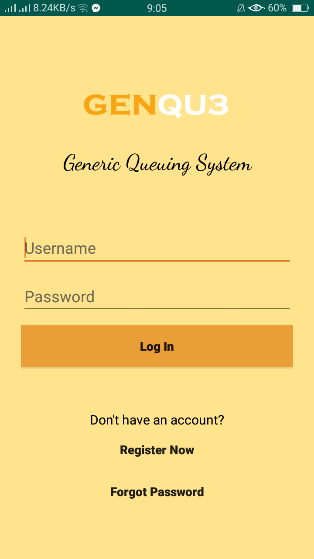 8.24KB/s 9:05 60%
GENQU3
Generic Queuing System
Username
Password
Log In
Don't have an account?
Register Now
Forgot Password